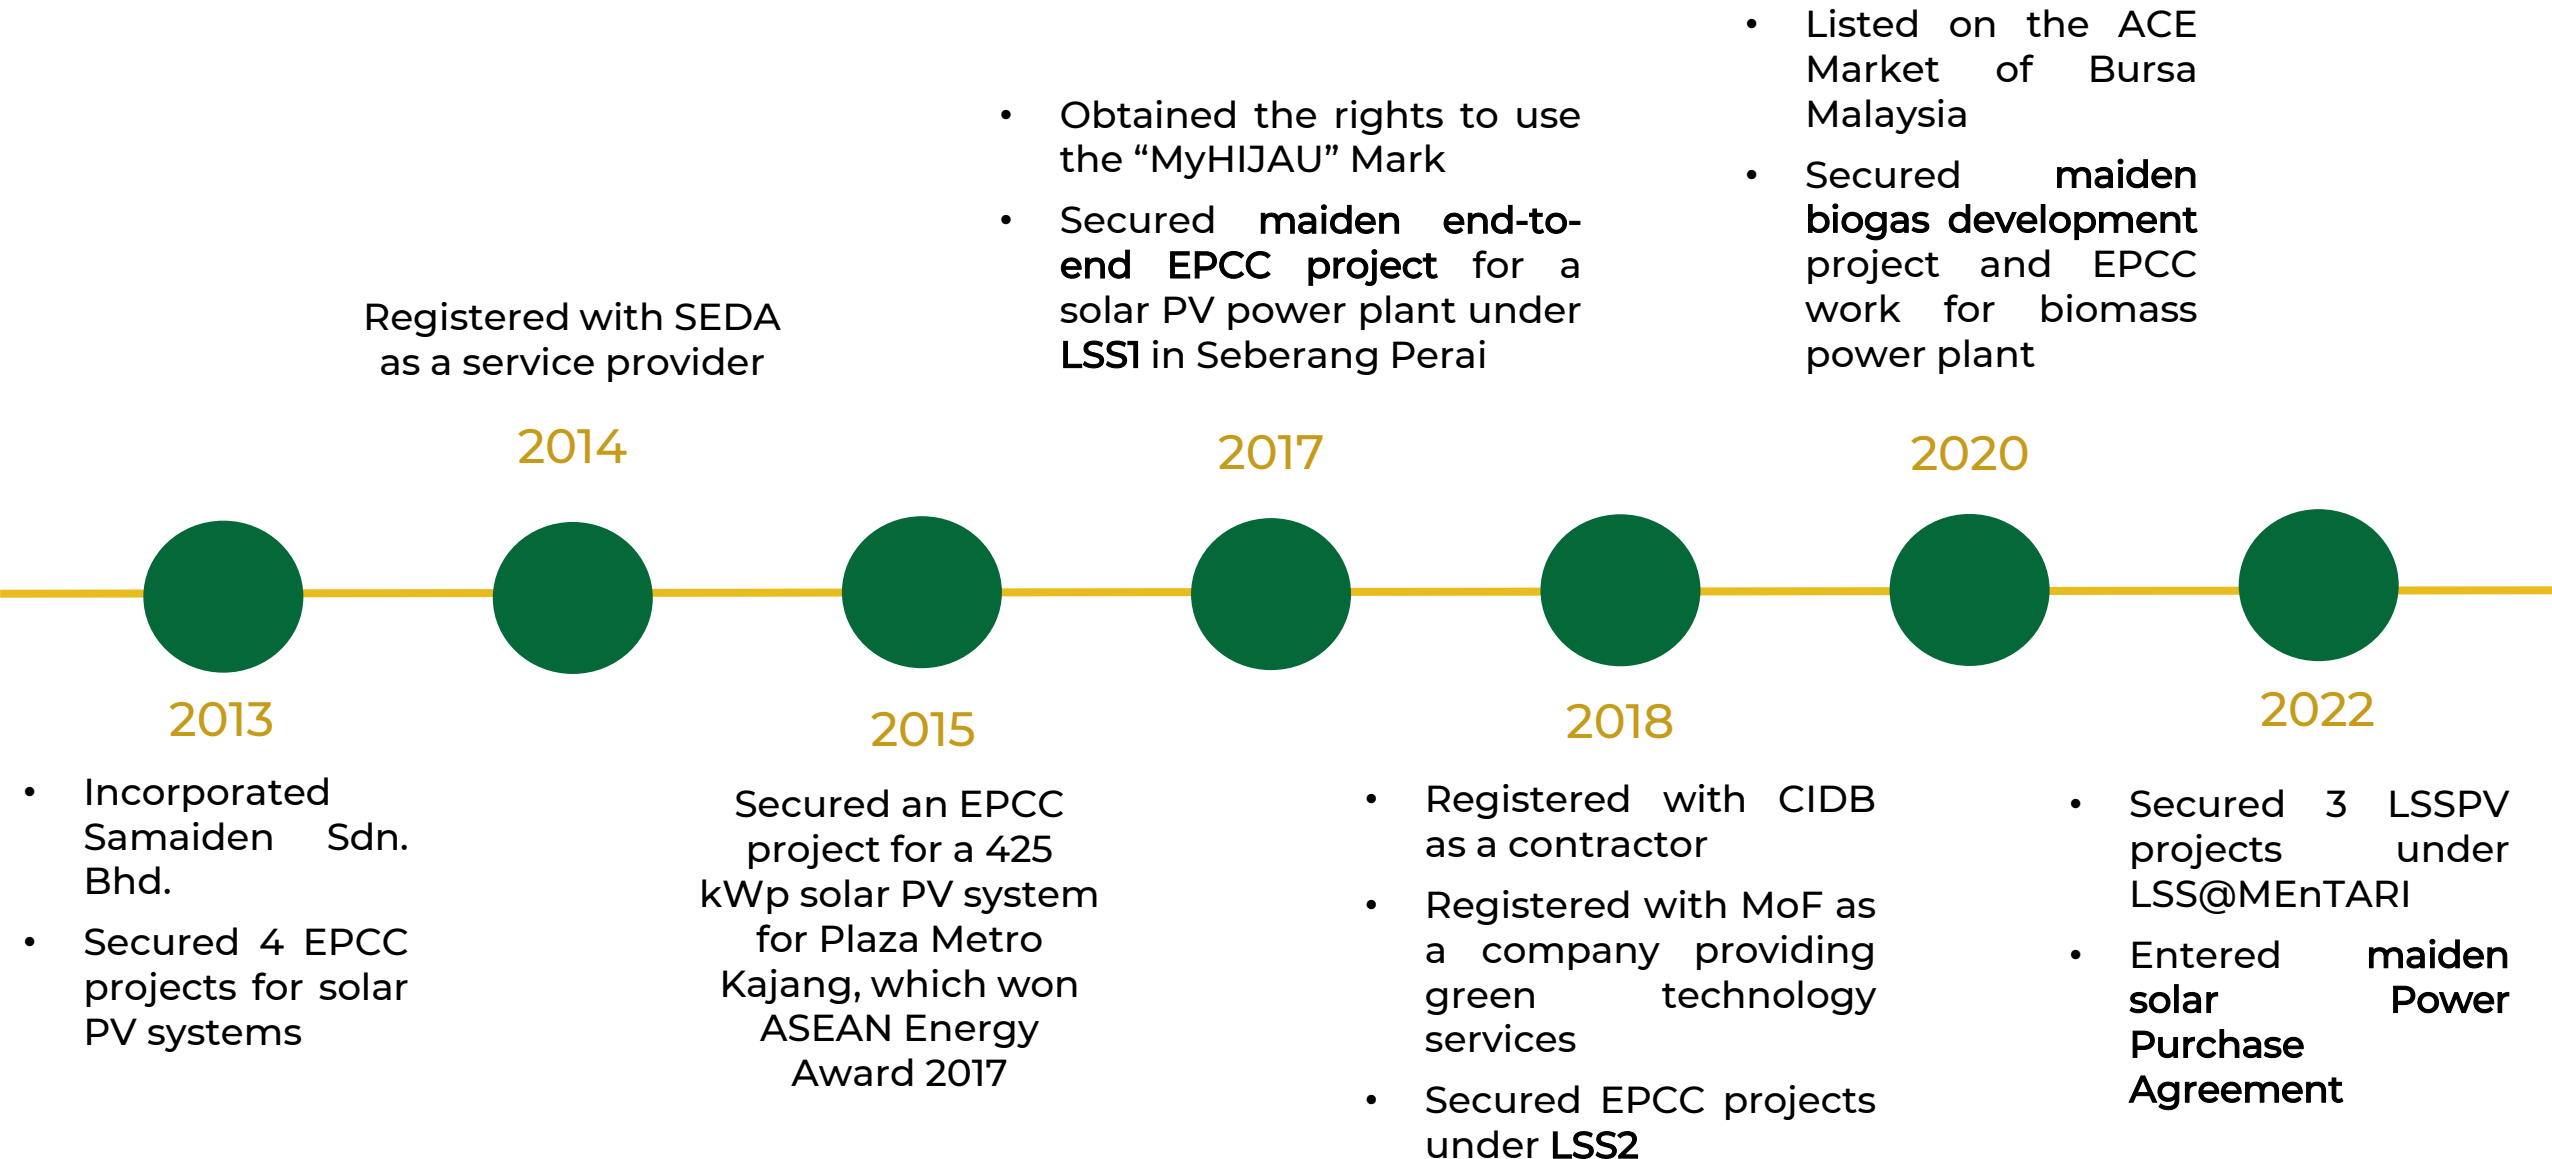 2013
• Incorporated
Samaiden Sdn.
Bhd.
• Secured 4 EPCC
projects for solar
PV systems
Registered with SEDA
as a service provider
2014
2015
Secured an EPCC
project for a 425
kWp solar PV system
for Plaza Metro
Kajang, which won
ASEAN Energy
Award 2017
• Obtained the rights to use
the “MyHIJAU” Mark
• Secured maiden end-to-
end EPCC project for a
solar PV power plant under
LSS1 in Seberang Perai
2017
2018
• Registered with CIDB
as a contractor
• Registered with MoF as
a company providing
green technology
services
• Secured EPCC projects
under LSS2
• Listed on the ACE
Market of Bursa
Malaysia
• Secured maiden
biogas development
project and EPCC
work for biomass
power plant
2020
2022
• Secured 3 LSSPV
projects under
LSS@MEnTARI
• Entered maiden
solar Power
Purchase
Agreement